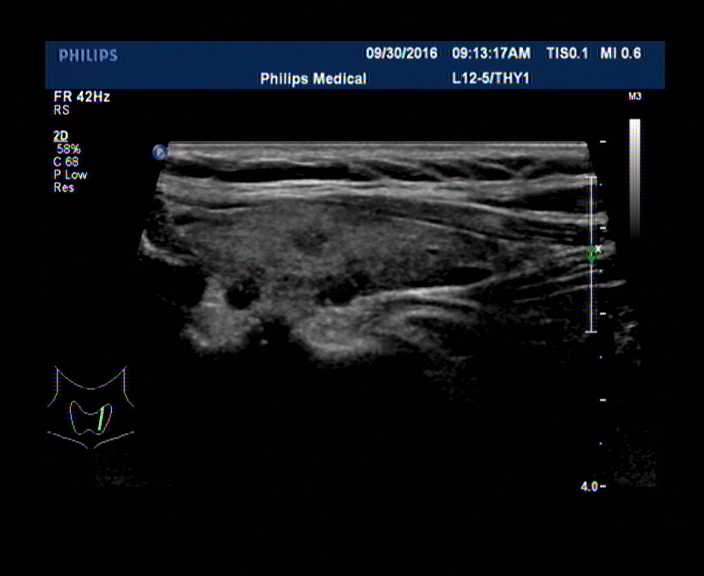 PHILIPS
09/30/2016 09:13:17AM TIS0.1 MI 0.6
Philips Medical L12-5/THY1
FR 42Hz
RS
M3
2D
58%
C 68
P Low
Res
P
x
4.0